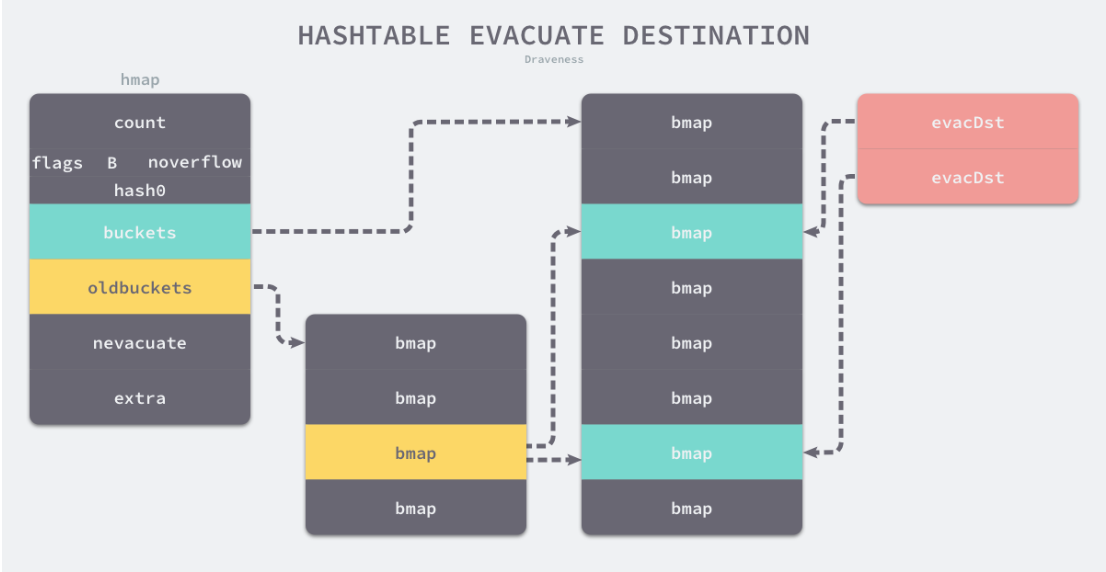 HASHTABLE EVACUATE DESTINATION
Draveness
hmap
count
flags B noverflow
hash0
buckets
oldbuckets
nevacuate
extra
bmap
bmap
bmap
bmap
bmap
bmap
bmap
bmap
bmap
bmap
bmap
bmap
evacDst
evacDst